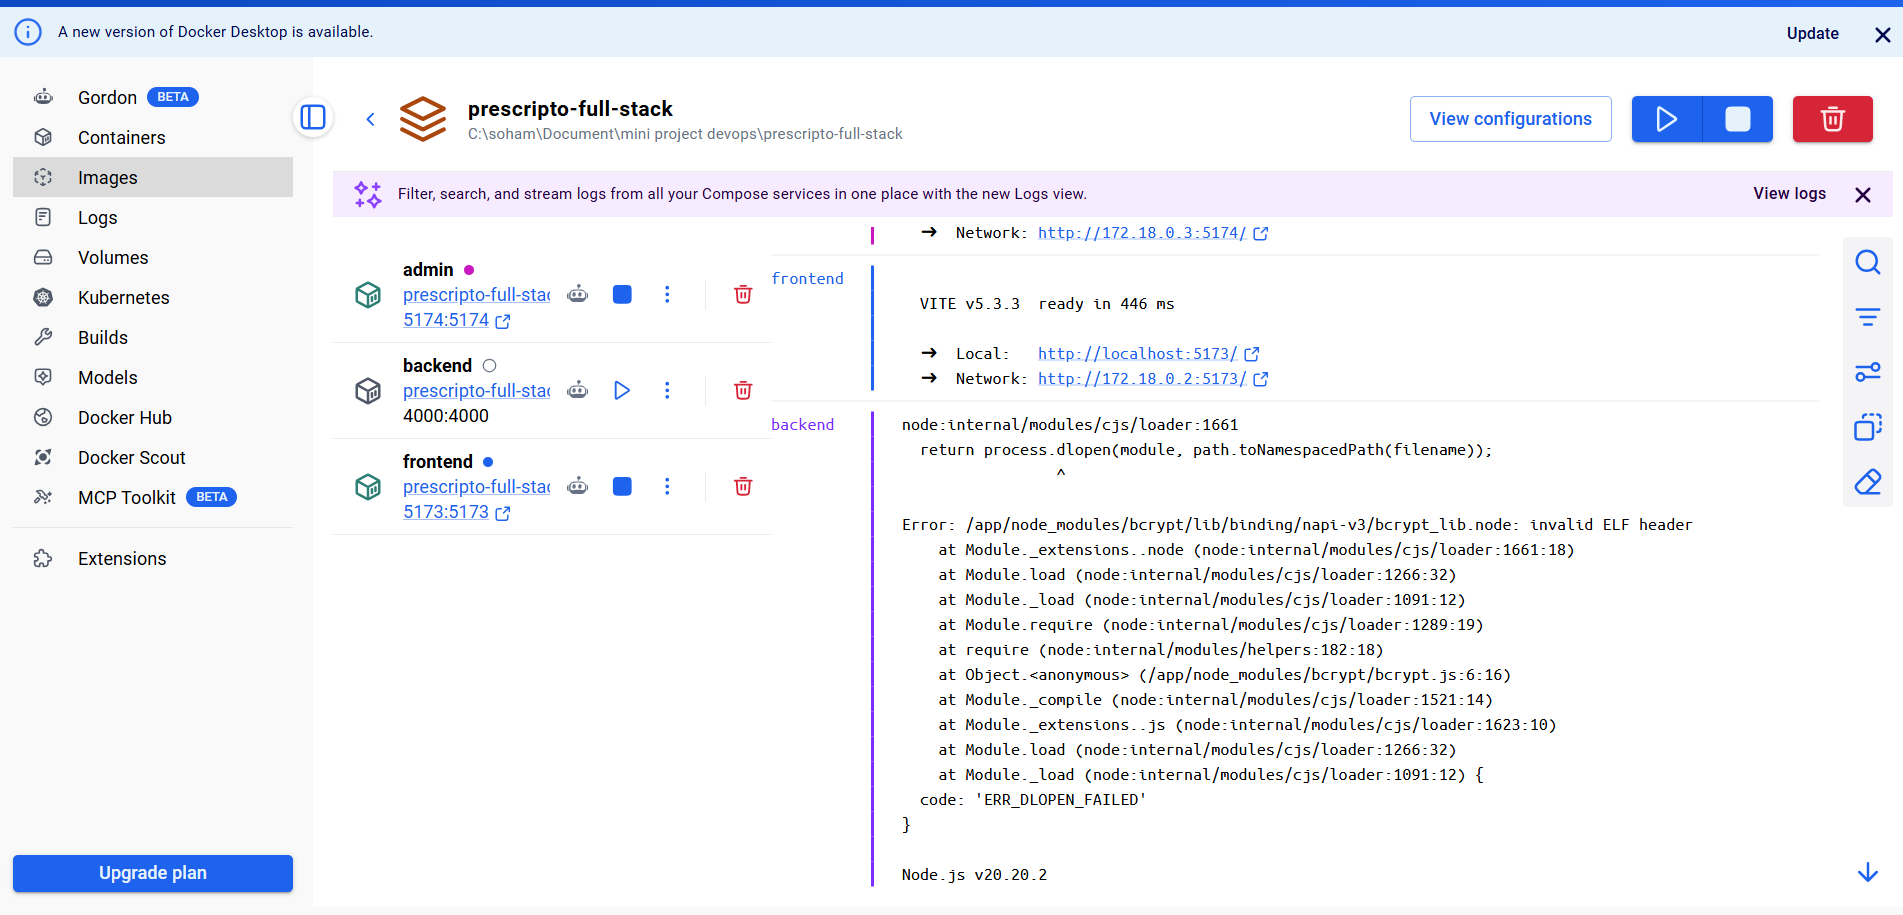 A new version of Docker Desktop is available.
Update
Gordon BETA
Containers
Images
Logs
Volumes
Kubernetes
Builds
Models
Docker Hub
Docker Scout
MCP Toolkit BETA
Extensions
Upgrade plan
prescripto-full-stack
C:\soham\Document\mini project devops\prescripto-full-stack
View configurations
Filter, search, and stream logs from all your Compose services in one place with the new Logs view.
View logs
admin
prescripto-full-stac
5174:5174
backend
prescripto-full-stac
4000:4000
frontend
prescripto-full-stac
5173:5173
➜ Network: http://172.18.0.3:5174/
frontend
VITE v5.3.3 ready in 446 ms
➜ Local: http://localhost:5173/
➜ Network: http://172.18.0.2:5173/
backend
node:internal/modules/cjs/loader:1661
return process.dlopen(module, path.toNamespacedPath(filename));
^
Error: /app/node_modules/bcrypt/lib/binding/napi-v3/bcrypt_lib.node: invalid ELF header
at Module._extensions..node (node:internal/modules/cjs/loader:1661:18)
at Module.load (node:internal/modules/cjs/loader:1266:32)
at Module._load (node:internal/modules/cjs/loader:1091:12)
at Module.require (node:internal/modules/cjs/loader:1289:19)
at require (node:internal/modules/helpers:182:18)
at Object.<anonymous> (/app/node_modules/bcrypt/bcrypt.js:6:16)
at Module._compile (node:internal/modules/cjs/loader:1521:14)
at Module._extensions..js (node:internal/modules/cjs/loader:1623:10)
at Module.load (node:internal/modules/cjs/loader:1266:32)
at Module._load (node:internal/modules/cjs/loader:1091:12) {
code: 'ERR_DLOPEN_FAILED'
}
Node.js v20.20.2